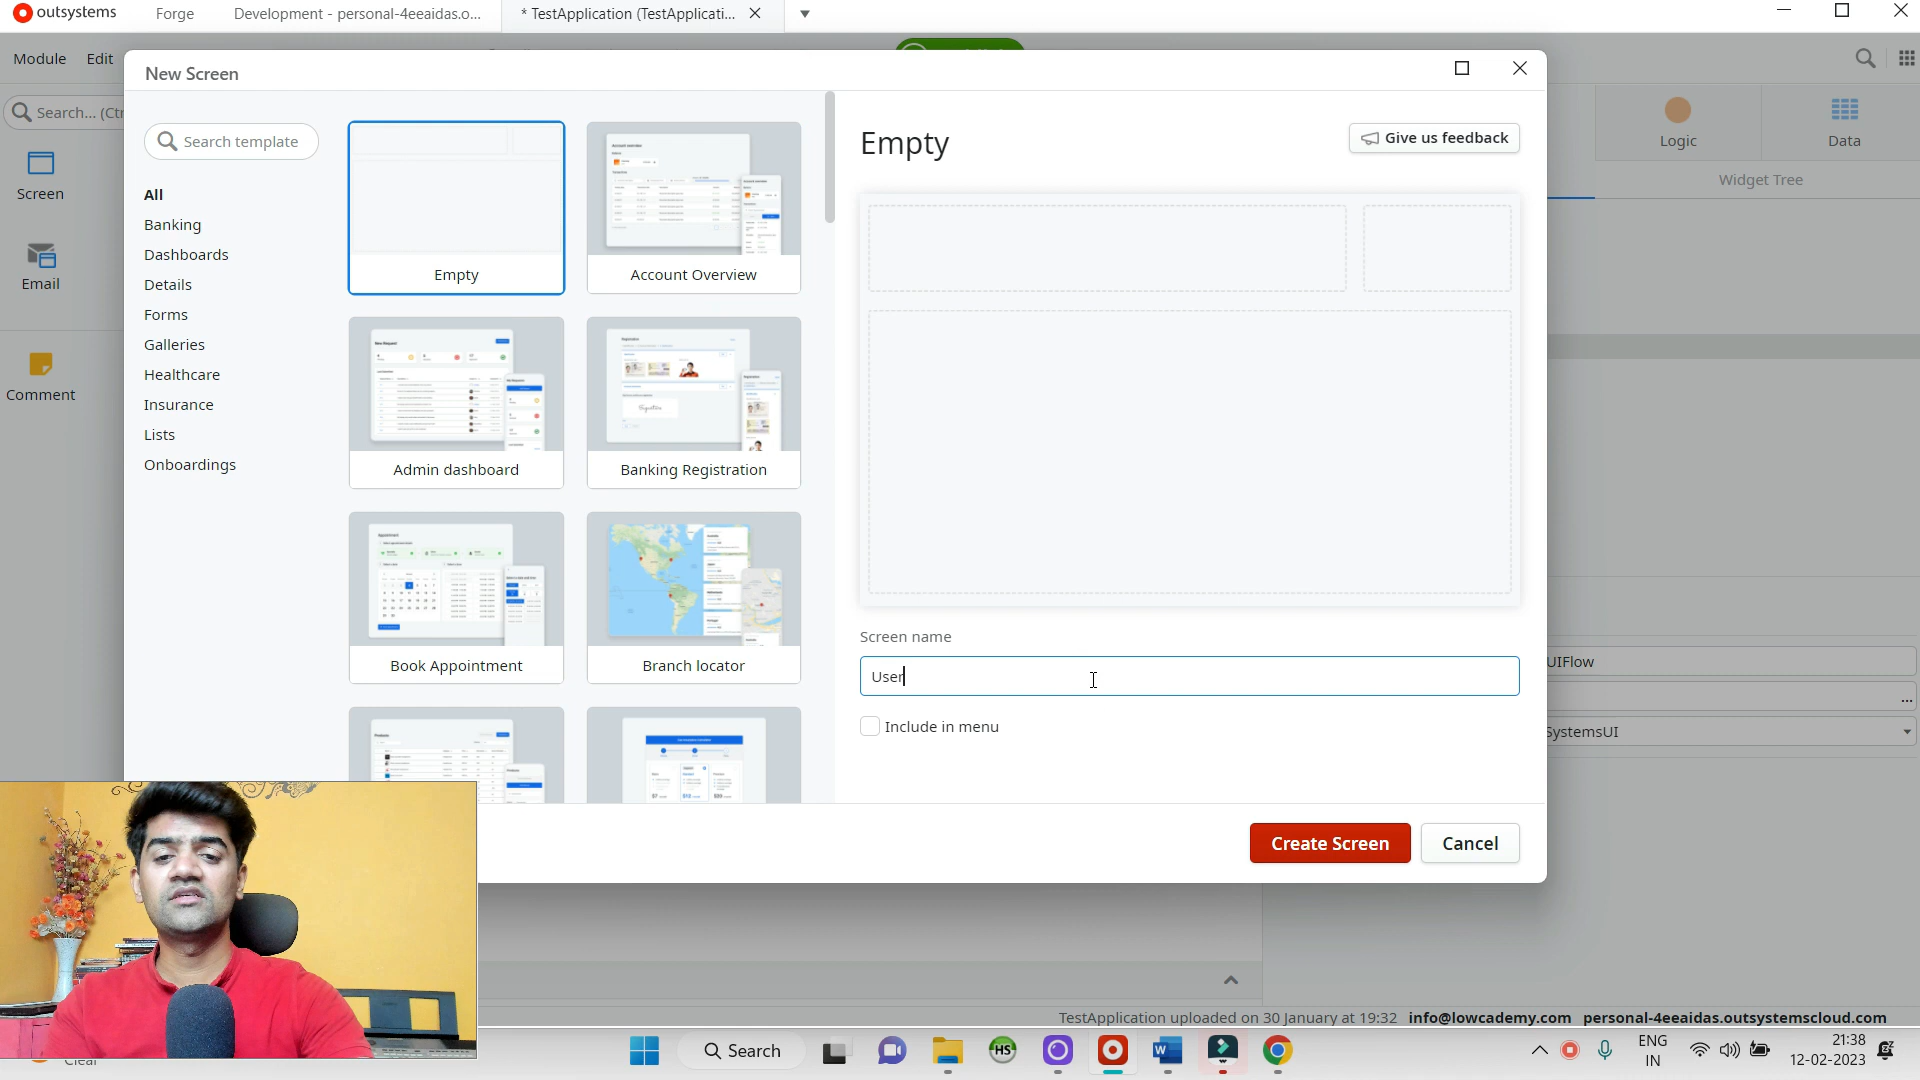 outsystems
Forge
Development - personal-4eeaidas.o...
* TestApplication (TestApplicati...
Module
Edit
New Screen
Search... (Ctr
Search template
Screen
Email
Comment
All
Banking
Dashboards
Details
Forms
Galleries
Healthcare
Insurance
Lists
Onboardings
Empty
Account Overview
Admin dashboard
Banking Registration
Book Appointment
Branch locator
Empty
Give us feedback
Screen name
User
Include in menu
Create Screen
Cancel
Logic
Data
Widget Tree
UIFlow
...
SystemsUI
TestApplication uploaded on 30 January at 19:32 info@lowcademy.com personal-4eeaidas.outsystemscloud.com
Clear
Search
HS
ENG
IN
21:38
12-02-2023